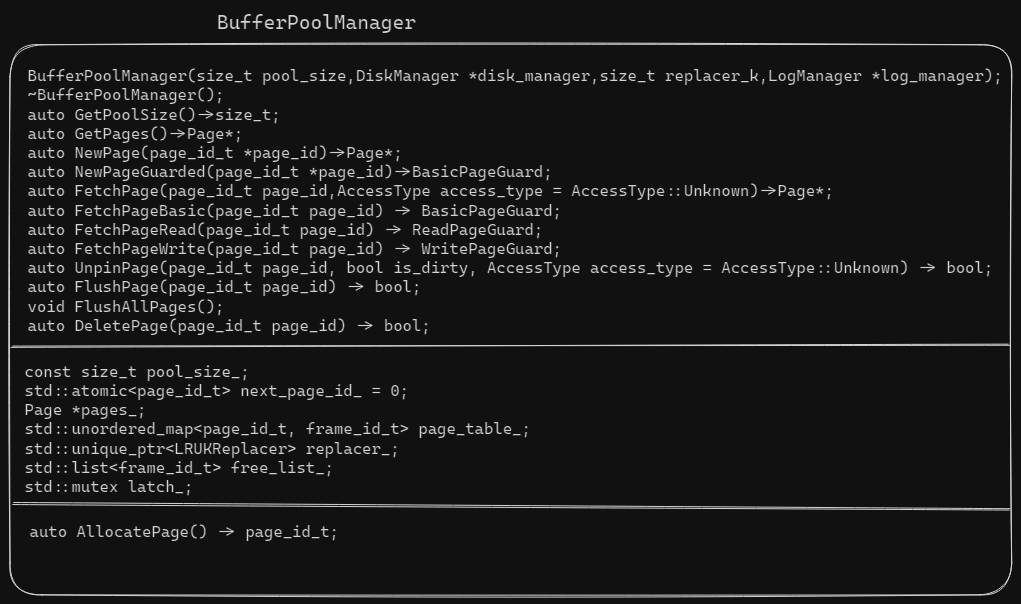 BufferPoolManager
BufferPoolManager(size_t pool_size,DiskManager *disk_manager,size_t replacer_k,LogManager *log_manager);
~BufferPoolManager();
auto GetPoolSize()->size_t;
auto GetPages()->Page*;
auto NewPage(page_id_t *page_id)->Page*;
auto NewPageGuarded(page_id_t *page_id)->BasicPageGuard;
auto FetchPage(page_id_t page_id,AccessType access_type = AccessType::Unknown)->Page*;
auto FetchPageBasic(page_id_t page_id) -> BasicPageGuard;
auto FetchPageRead(page_id_t page_id) -> ReadPageGuard;
auto FetchPageWrite(page_id_t page_id) -> WritePageGuard;
auto UnpinPage(page_id_t page_id, bool is_dirty, AccessType access_type = AccessType::Unknown) -> bool;
auto FlushPage(page_id_t page_id) -> bool;
void FlushAllPages();
auto DeletePage(page_id_t page_id) -> bool;
const size_t pool_size_;
std::atomic<page_id_t> next_page_id_ = 0;
Page *pages_;
std::unordered_map<page_id_t, frame_id_t> page_table_;
std::unique_ptr<LRUKReplacer> replacer_;
std::list<frame_id_t> free_list_;
std::mutex latch_;
auto AllocatePage() -> page_id_t;